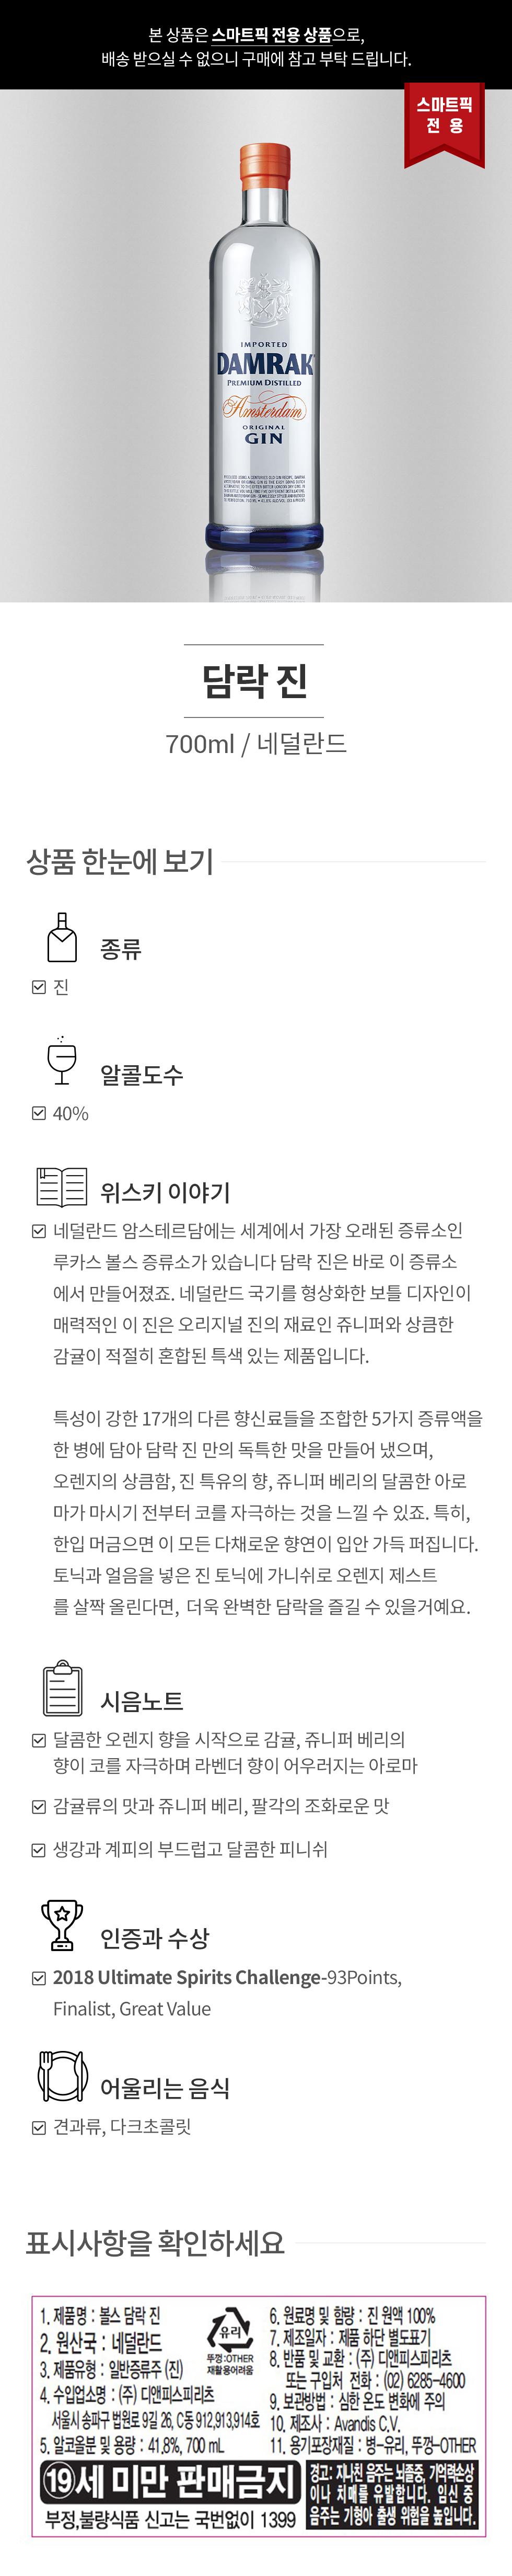 본 상품은 스마트픽 전용 상품으로,
배송 받으실 수 없으니 구매에 참고 부탁 드립니다.
스마트픽
전 용
IMPORTED
DAMRAK
PREMIUM DISTILLED
Amsterdam
ORIGINAL
GIN
담락 진
700ml / 네덜란드
상품 한눈에 보기
종류
진
알콜도수
40%
위스키 이야기
네덜란드 암스테르담에는 세계에서 가장 오래된 증류소인
루카스 볼스 증류소가 있습니다 담락 진은 바로 이 증류소
에서 만들어졌죠. 네덜란드 국기를 형상화한 보틀 디자인이
매력적인 이 진은 오리지널 진의 재료인 쥬니퍼와 상큼한
감귤이 적절히 혼합된 특색 있는 제품입니다.
특성이 강한 17개의 다른 향신료들을 조합한 5가지 증류액을
한 병에 담아 담락 진 만의 독특한 맛을 만들어 냈으며,
오렌지의 상큼함, 진 특유의 향, 쥬니퍼 베리의 달콤한 아로
마가 마시기 전부터 코를 자극하는 것을 느낄 수 있죠. 특히,
한입 머금으면 이 모든 다채로운 향연이 입안 가득 퍼집니다.
토닉과 얼음을 넣은 진 토닉에 가니쉬로 오렌지 제스트
를 살짝 올린다면, 더욱 완벽한 담락을 즐길 수 있을거예요.
시음노트
달콤한 오렌지 향을 시작으로 감귤, 쥬니퍼 베리의
향이 코를 자극하며 라벤더 향이 어우러지는 아로마
감귤류의 맛과 쥬니퍼 베리, 팔각의 조화로운 맛
생강과 계피의 부드럽고 달콤한 피니쉬
인증과 수상
2018 Ultimate Spirits Challenge-93Points,
Finalist, Great Value
어울리는 음식
견과류, 다크초콜릿
표시사항을 확인하세요
1. 제품명 : 볼스 담락 진
2. 원산국 : 네덜란드
3. 제품유형 : 일반증류주 (진)
4. 수입업소명 : (주) 디앤피스피리츠
서울시 송파구 법원로 9길 26, C동 912,913,914호
5. 알코올분 및 용량 : 41.8%, 700 mL
유리
뚜껑:OTHER
재활용어려움
6. 원료명 및 함량 : 진 원액 100%
7. 제조일자 : 제품 하단 별도표기
8. 반품 및 교환 : (주) 디앤피스피리츠
또는 구입처 전화 : (02) 6285-4600
9. 보관방법 : 심한 온도 변화에 주의
10. 제조사 : Avandis C.V.
11. 용기포장재질 : 병-유리, 뚜껑-OTHER
19세 미만 판매금지
부정,불량식품 신고는 국번없이 1399
경고: 지나친 음주는 뇌졸중, 기억력손상
이나 치매를 유발합니다. 임신 중
음주는 기형아 출생 위험을 높입니다.